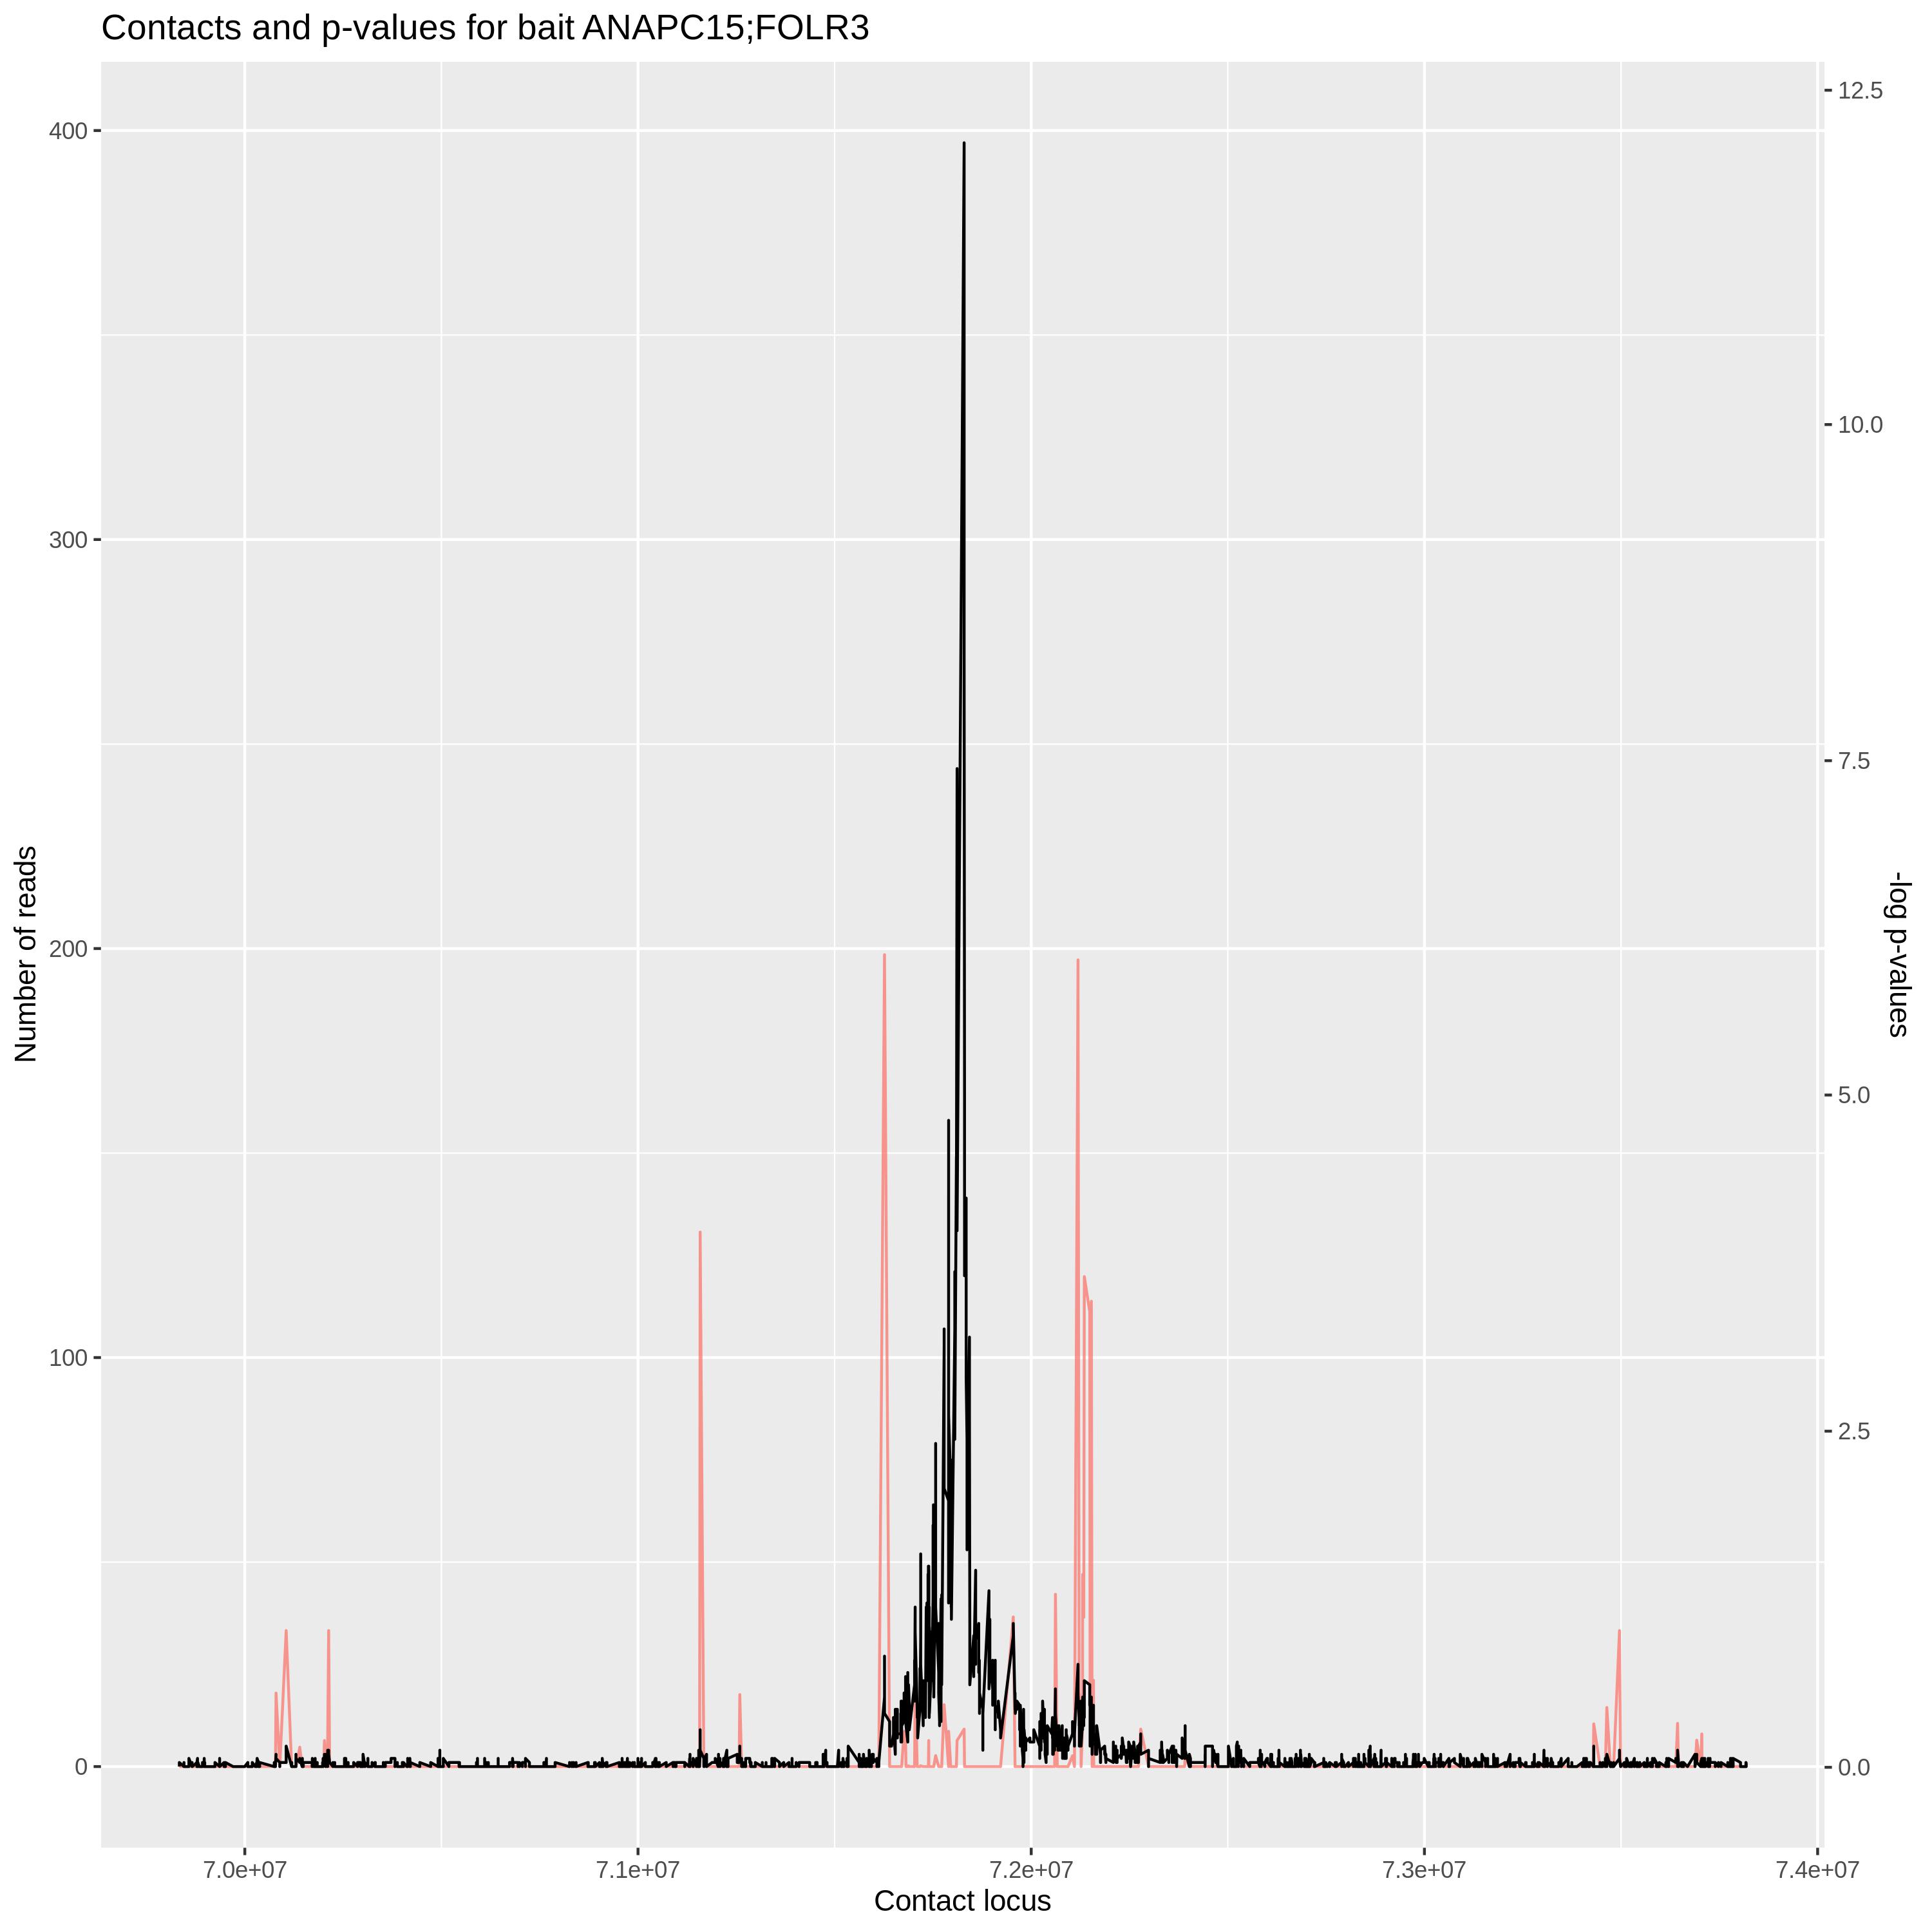 Contacts and p-values for bait ANAPC15;FOLR3
Number of reads
400
300
200
100
0
12.5
10.0
7.5
5.0
2.5
0.0
-log p-values
7.0e+07
7.1e+07
7.2e+07
7.3e+07
7.4e+07
Contact locus